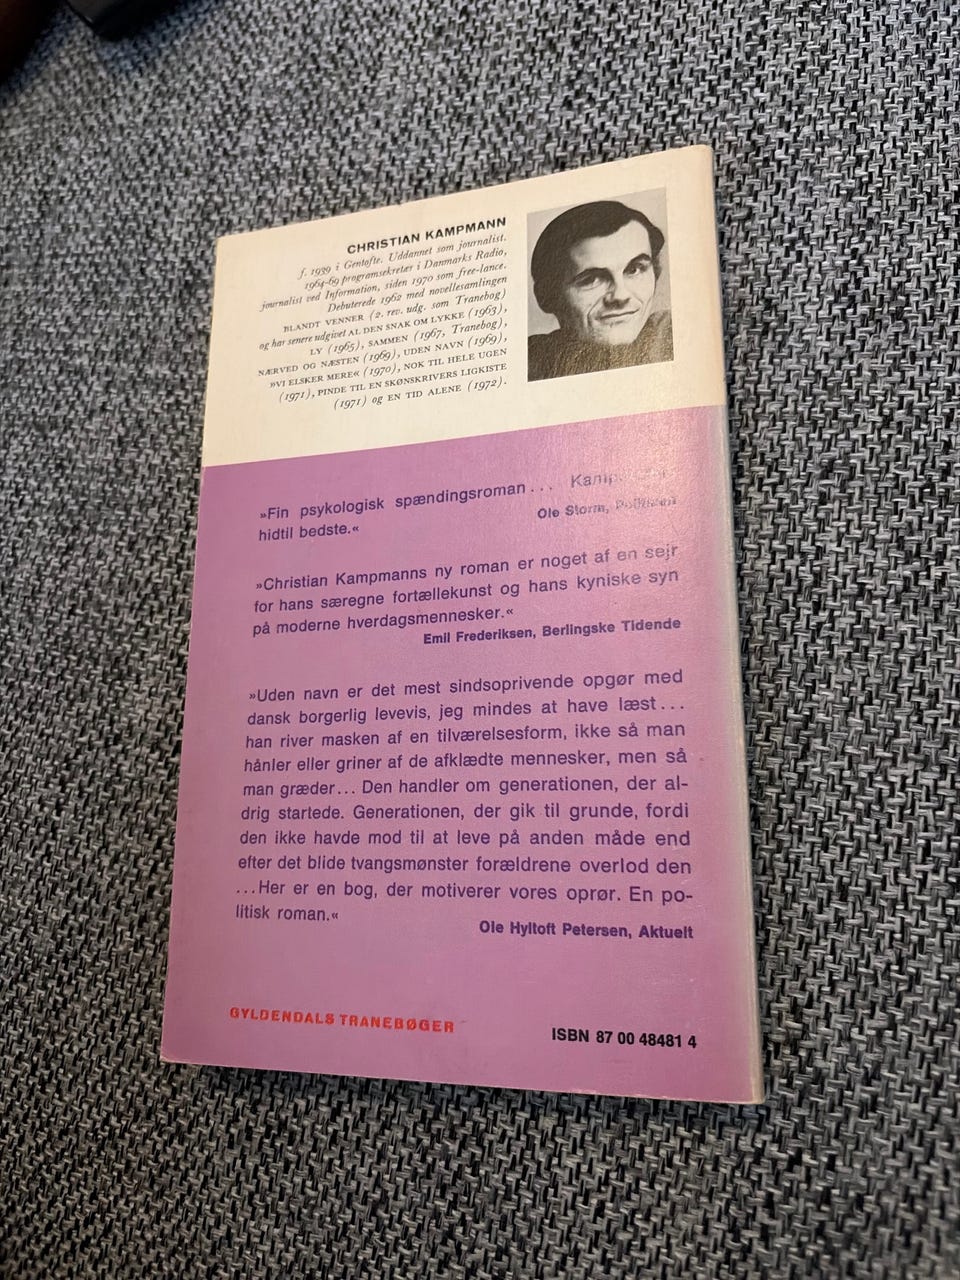 CHRISTIAN KAMPMANN
f. 1939 i Gentofte. Uddannet som journalist.
1964-69 programsekretær i Danmarks Radio,
journalist ved Information, siden 1970 som free-lance.
Debuterede 1962 med novellesamlingen
BLANDT VENNER (2. rev. udg. som Tranebog)
og har senere udgivet AL DEN SNAK OM LYKKE (1963),
LY (1965), SAMMEN (1967, Tranebog),
NÆRVED OG NÆSTEN (1969), UDEN NAVN (1969),
»VI ELSKER MERE« (1970), NOK TIL HELE UGEN
(1971), PINDE TIL EN SKØNSKRIVERS LIGKISTE
(1971) og EN TID ALENE (1972).
»Fin psykologisk spændingsroman...
hidtil bedste.«
Ole Storm,
»Christian Kampmanns ny roman er noget af en sejr
for hans særegne fortællekunst og hans kyniske syn
på moderne hverdagsmennesker.«
Emil Frederiksen, Berlingske Tidende
»Uden navn er det mest sindsoprivende opgør med
dansk borgerlig levevis, jeg mindes at have læst...
han river masken af en tilværelsesform, ikke så man
hånler eller griner af de afklædte mennesker, men så
man græder... Den handler om generationen, der al-
drig startede. Generationen, der gik til grunde, fordi
den ikke havde mod til at leve på anden måde end
efter det blide tvangsmønster forældrene overlod den
...Her er en bog, der motiverer vores oprør. En po-
litisk roman.«
Ole Hyltoft Petersen, Aktuelt
GYLDENDALS TRANEBØGER
ISBN 87 00 48481 4